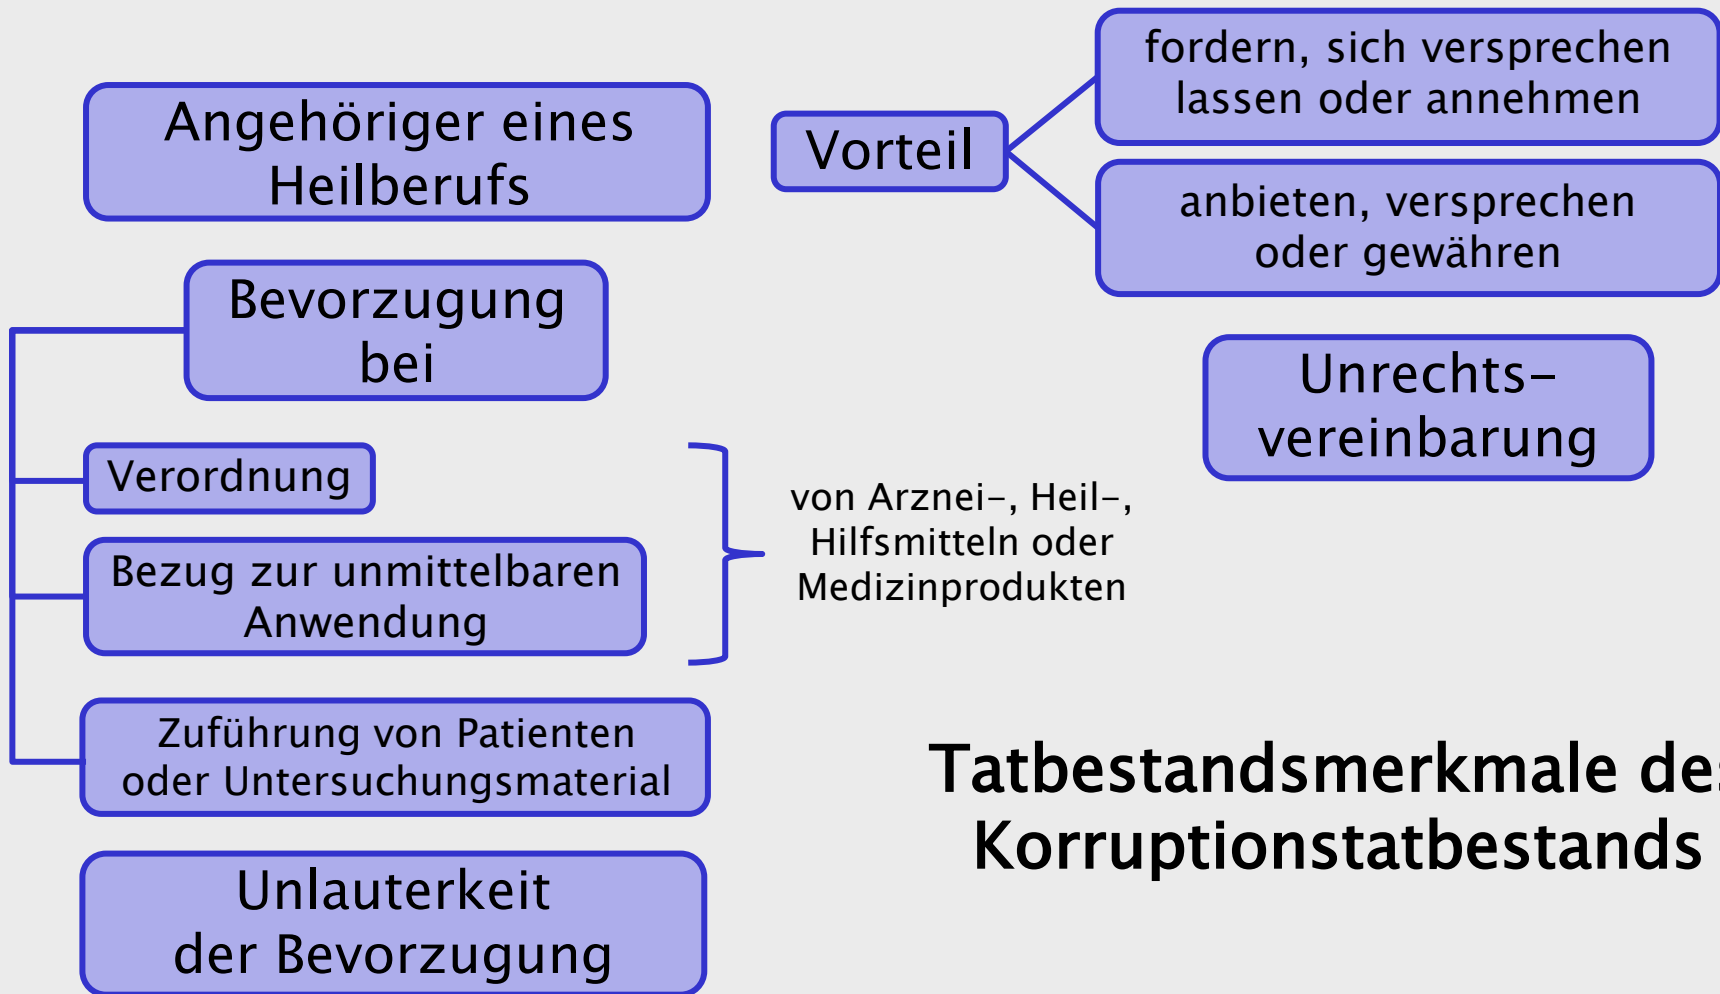 Angehöriger eines
Heilberufs
Vorteil
fordern, sich versprechen
lassen oder annehmen
anbieten, versprechen
oder gewähren
Bevorzugung
bei
Unrechts-
vereinbarung
Verordnung
Bezug zur unmittelbaren
Anwendung
von Arznei-, Heil-,
Hilfsmitteln oder
Medizinprodukten
Zuführung von Patienten
oder Untersuchungsmaterial
Unlauterkeit
der Bevorzugung
Tatbestandsmerkmale des
Korruptionstatbestands